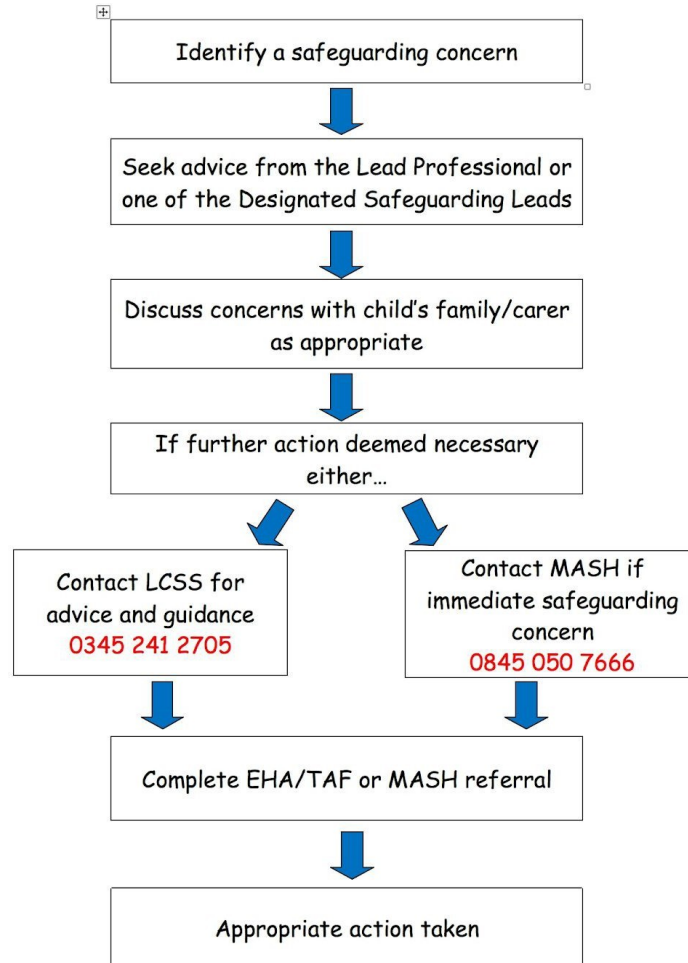 Identify a safeguarding concern
Seek advice from the Lead Professional or
one of the Designated Safeguarding Leads
Discuss concerns with child's family/carer
as appropriate
If further action deemed necessary
either…
Contact LCSS for
advice and guidance
0345 241 2705
Contact MASH if
immediate safeguarding
concern
0845 050 7666
Complete EHA/TAF or MASH referral
Appropriate action taken